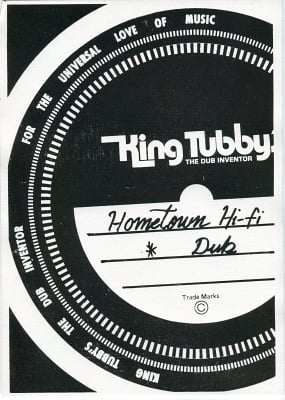 KING TUBBY'S THE DUB INVENTOR FOR THE UNIVERSAL LOVE OF MUSIC
King Tubby's
THE DUB INVENTOR
Hometown Hi-fi
* Dub
Trade Marks
©